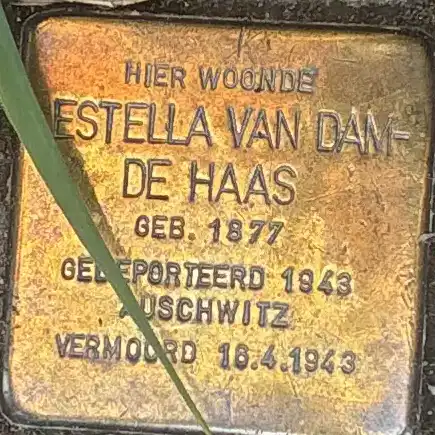 HIER WOONDE
ESTELLA VAN DAM-
DE HAAS
GEB. 1877
GEDEPORTEERD 1943
AUSCHWITZ
VERMOORD 16.4.1943